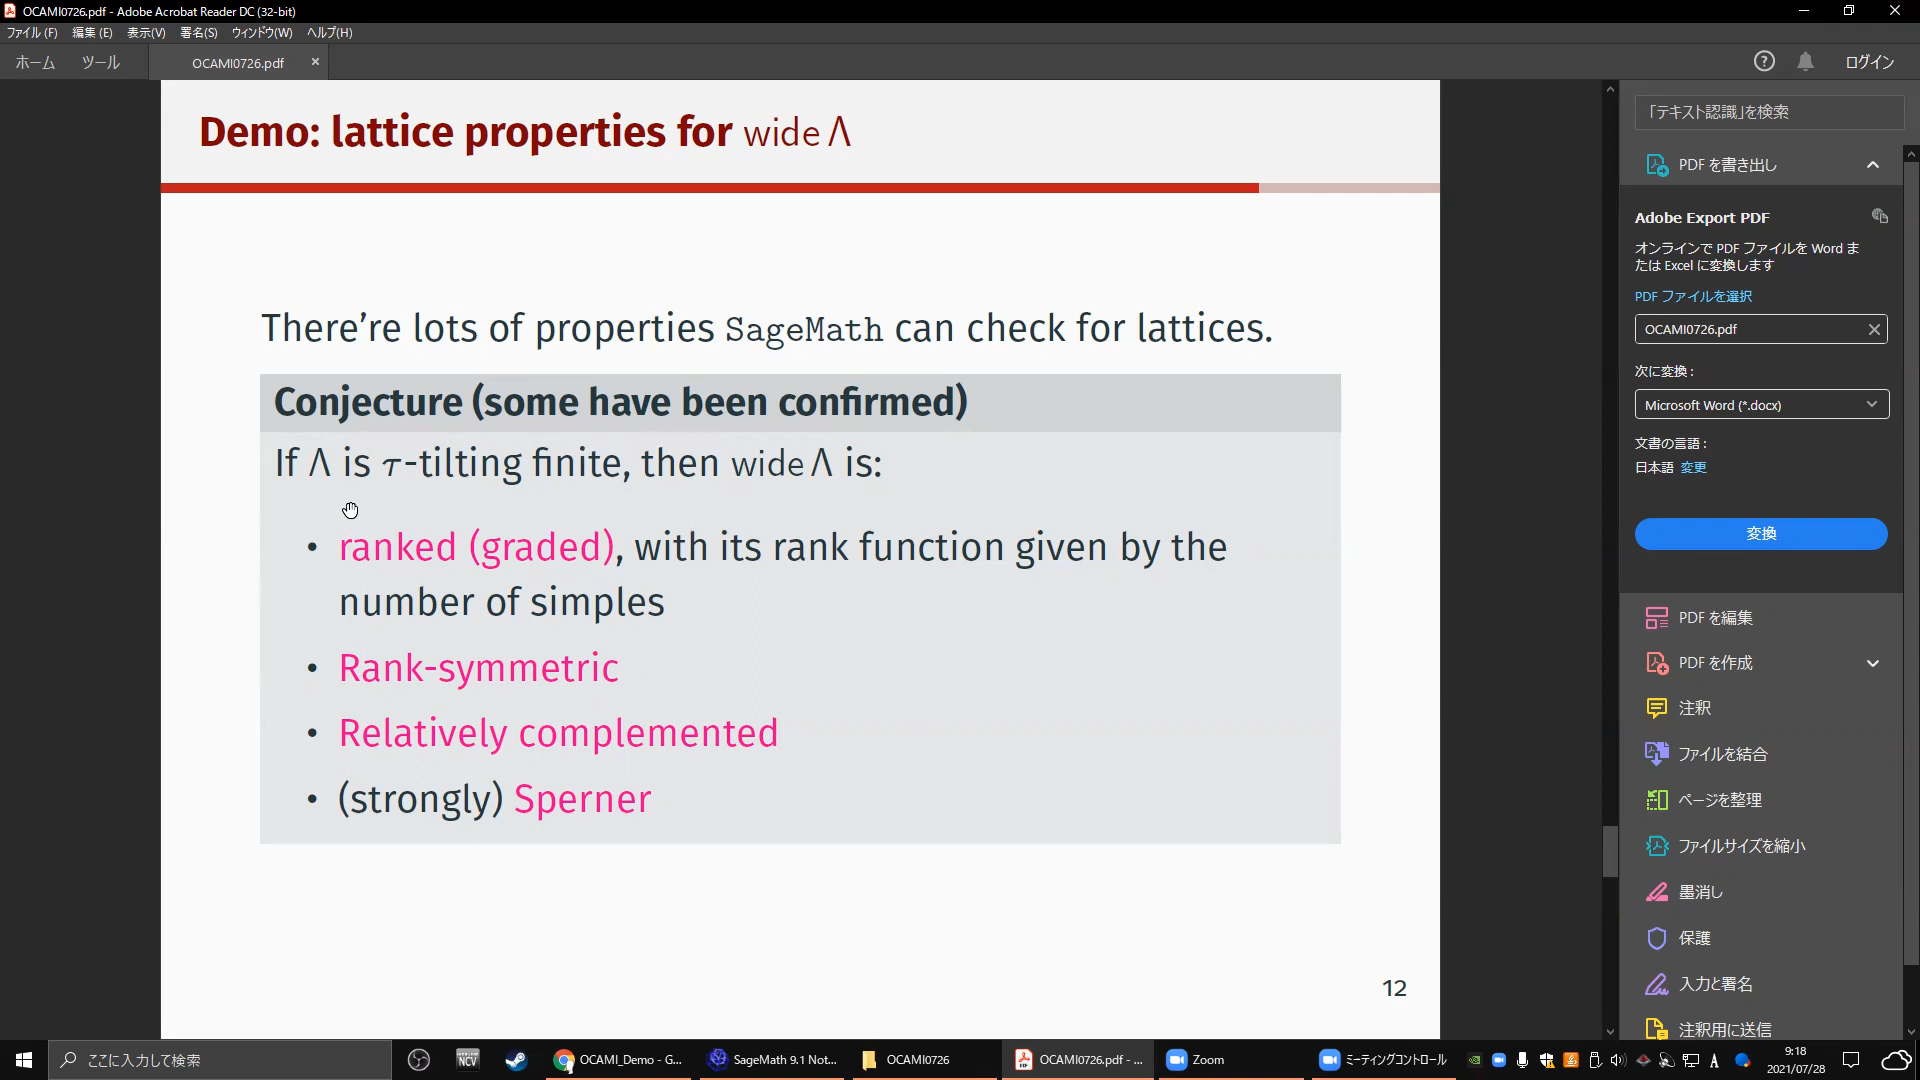 OCAMI0726.pdf - Adobe Acrobat Reader DC (32-bit)
ファイル (F) 編集 (E) 表示(V) 署名(S) ウィンドウ(W) ヘルプ(H)
ホーム ツール OCAMI0726.pdf × ログイン
Demo: lattice properties for wide Λ
There’re lots of properties SageMath can check for lattices.
Conjecture (some have been confirmed)
If Λ is τ-tilting finite, then wide Λ is:
• ranked (graded), with its rank function given by the
number of simples
• Rank-symmetric
• Relatively complemented
• (strongly) Sperner
12
「テキスト認識」を検索
PDF を書き出し
Adobe Export PDF
オンラインで PDF ファイルを Word ま
たは Excel に変換します
PDF ファイルを選択
OCAMI0726.pdf
次に変換 :
Microsoft Word (*.docx)
文書の言語 :
日本語 変更
変換
PDF を編集
PDF を作成
注釈
ファイルを結合
ページを整理
ファイルサイズを縮小
墨消し
保護
入力と署名
注釈用に送信
ここに入力して検索 NCV OCAMI_Demo - G... SageMath 9.1 Not... OCAMI0726 OCAMI0726.pdf - ... Zoom ミーティングコントロール A 9:18
2021/07/28